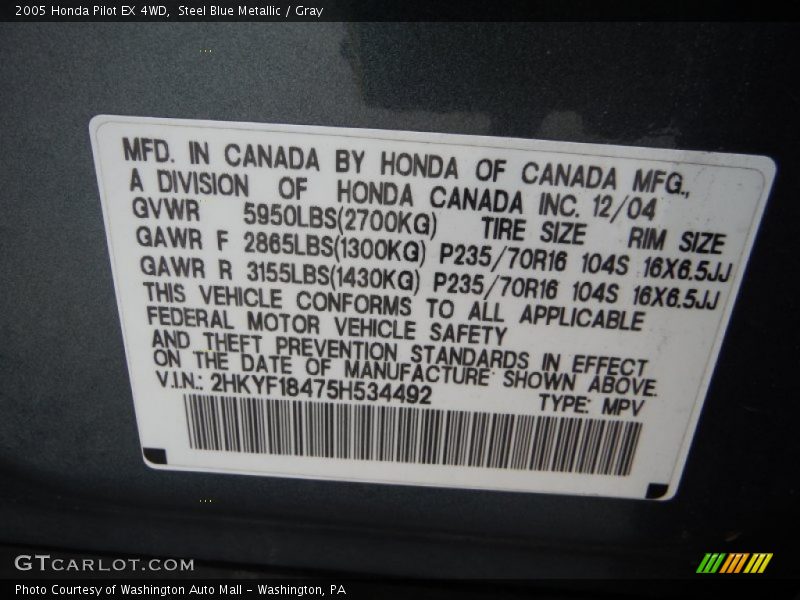 2005 Honda Pilot EX 4WD, Steel Blue Metallic / Gray
MFD. IN CANADA BY HONDA OF CANADA MFG.,
A DIVISION OF HONDA CANADA INC. 12/04
GVWR 5950LBS(2700KG) TIRE SIZE RIM SIZE
GAWR F 2865LBS(1300KG) P235/70R16 104S 16X6.5JJ
GAWR R 3155LBS(1430KG) P235/70R16 104S 16X6.5JJ
THIS VEHICLE CONFORMS TO ALL APPLICABLE
FEDERAL MOTOR VEHICLE SAFETY
AND THEFT PREVENTION STANDARDS IN EFFECT
ON THE DATE OF MANUFACTURE SHOWN ABOVE.
V.I.N.: 2HKYF18475H534492 TYPE: MPV
GTCARLOT.COM
Photo Courtesy of Washington Auto Mall - Washington, PA